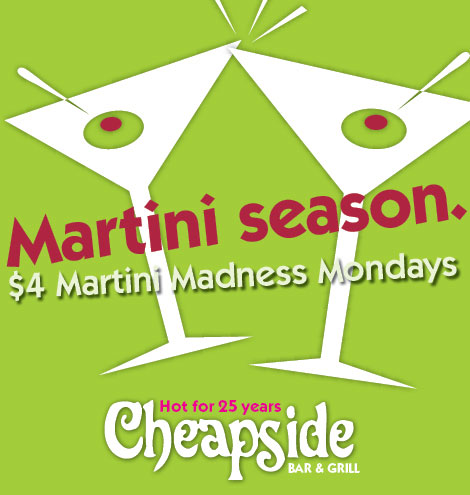 Martini season.
$4 Martini Madness Mondays
Hot for 25 years
Cheapside
BAR & GRILL